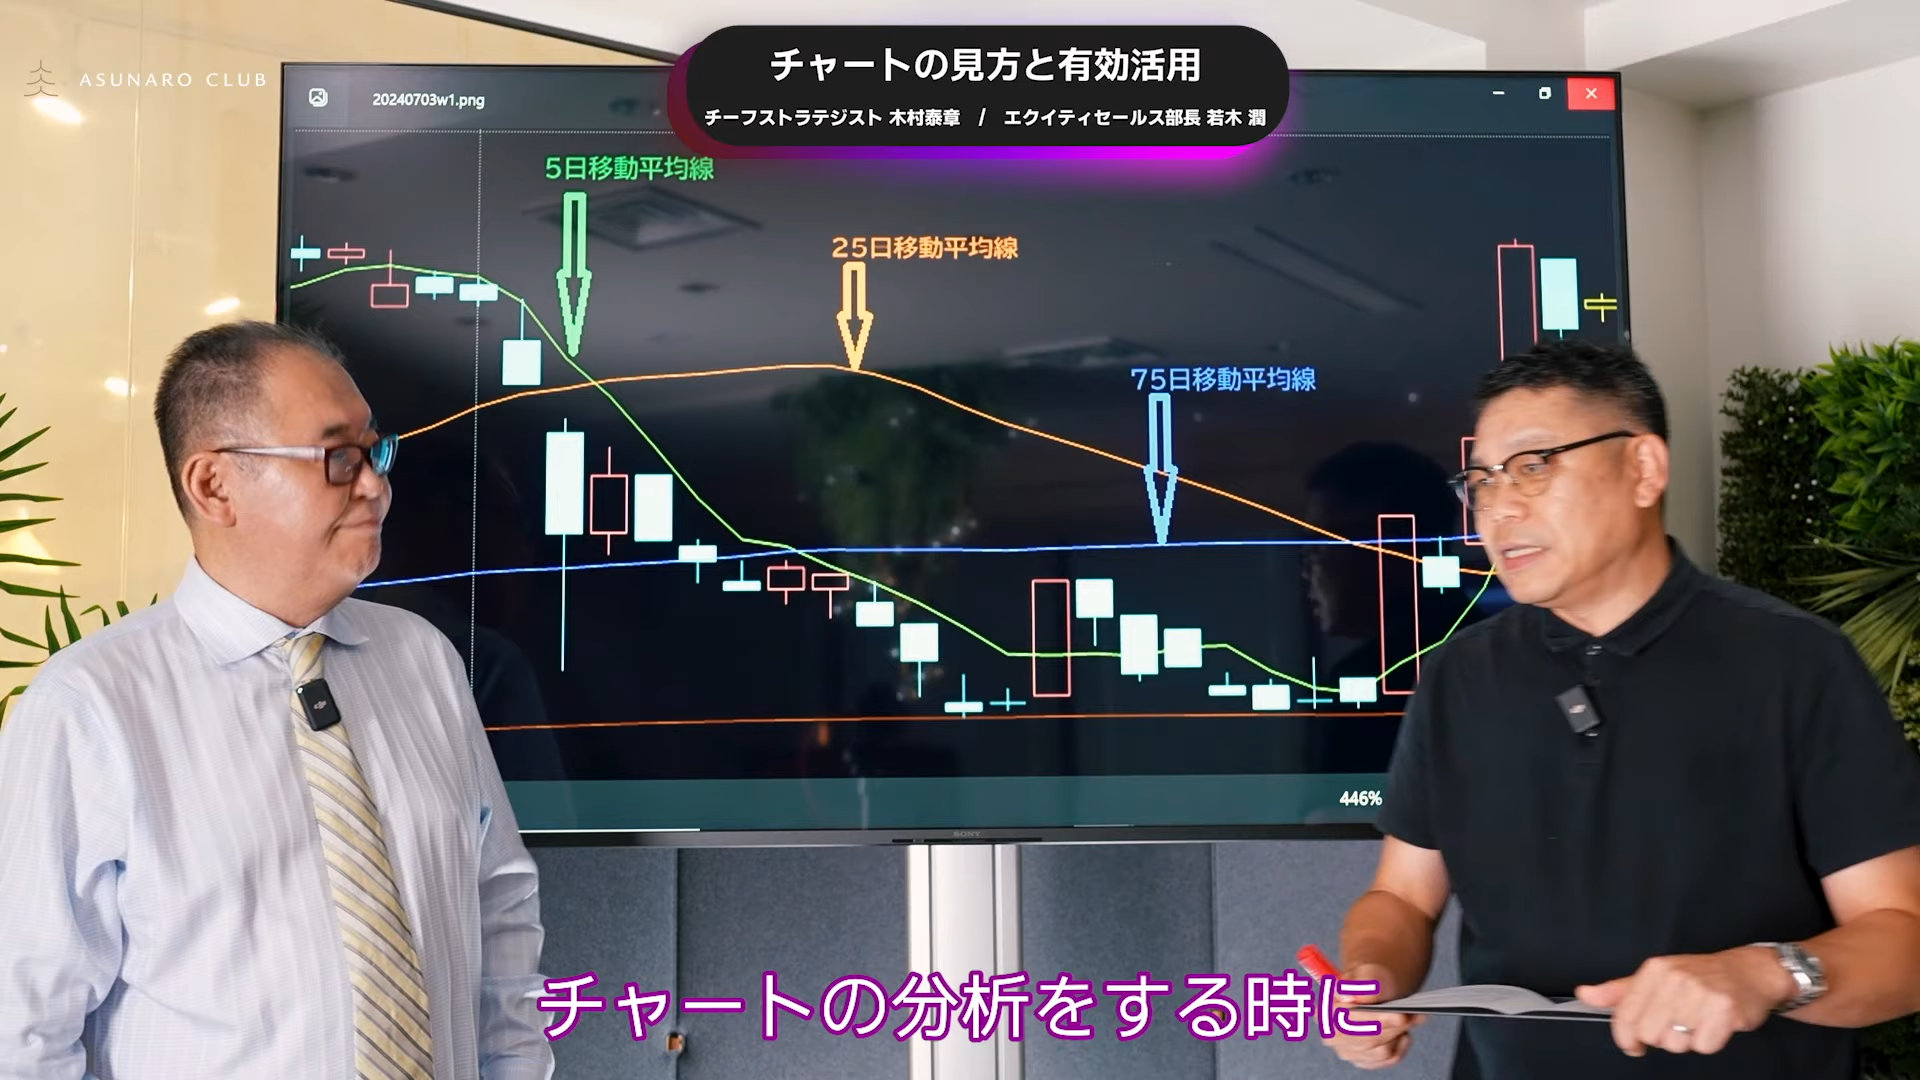 ASUNARO CLUB
チャートの見方と有効活用
チーフストラテジスト 木村泰章 / エクイティセールス部長 若木 潤
20240703w1.png
5日移動平均線
25日移動平均線
75日移動平均線
446%
SONY
チャートの分析をする時に